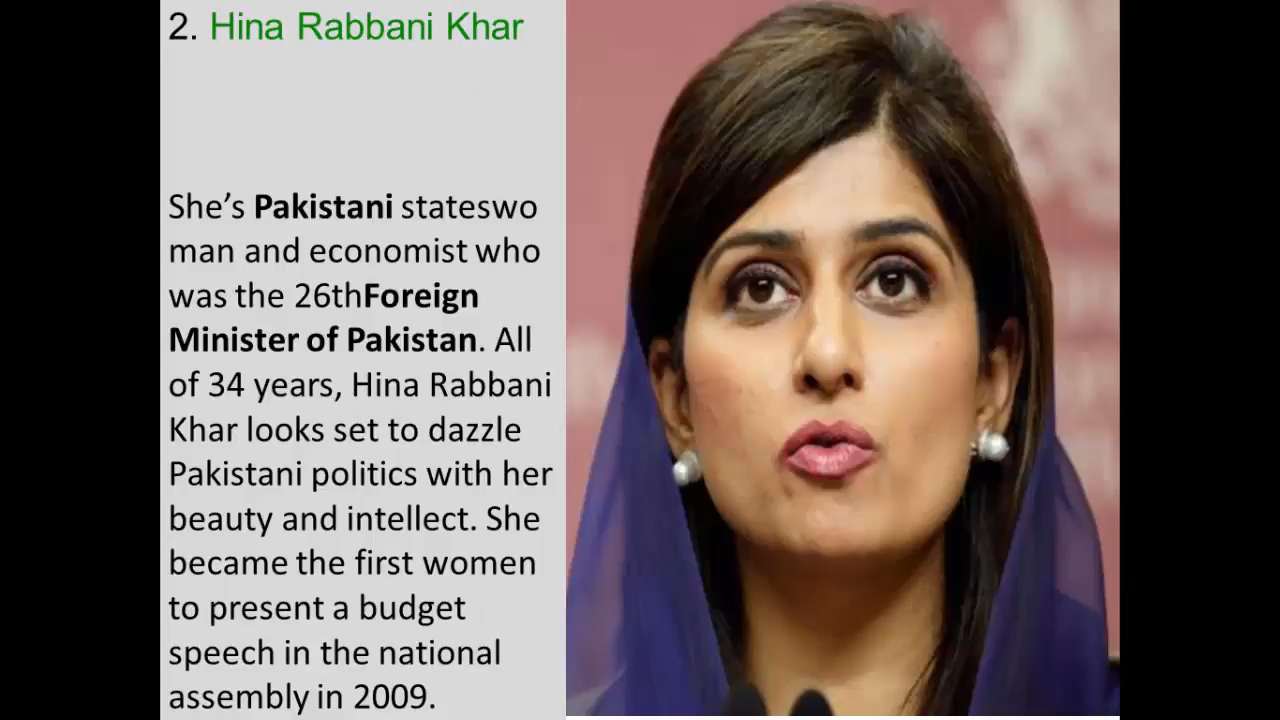 2. Hina Rabbani Khar
She’s Pakistani stateswo
man and economist who
was the 26thForeign
Minister of Pakistan. All
of 34 years, Hina Rabbani
Khar looks set to dazzle
Pakistani politics with her
beauty and intellect. She
became the first women
to present a budget
speech in the national
assembly in 2009.